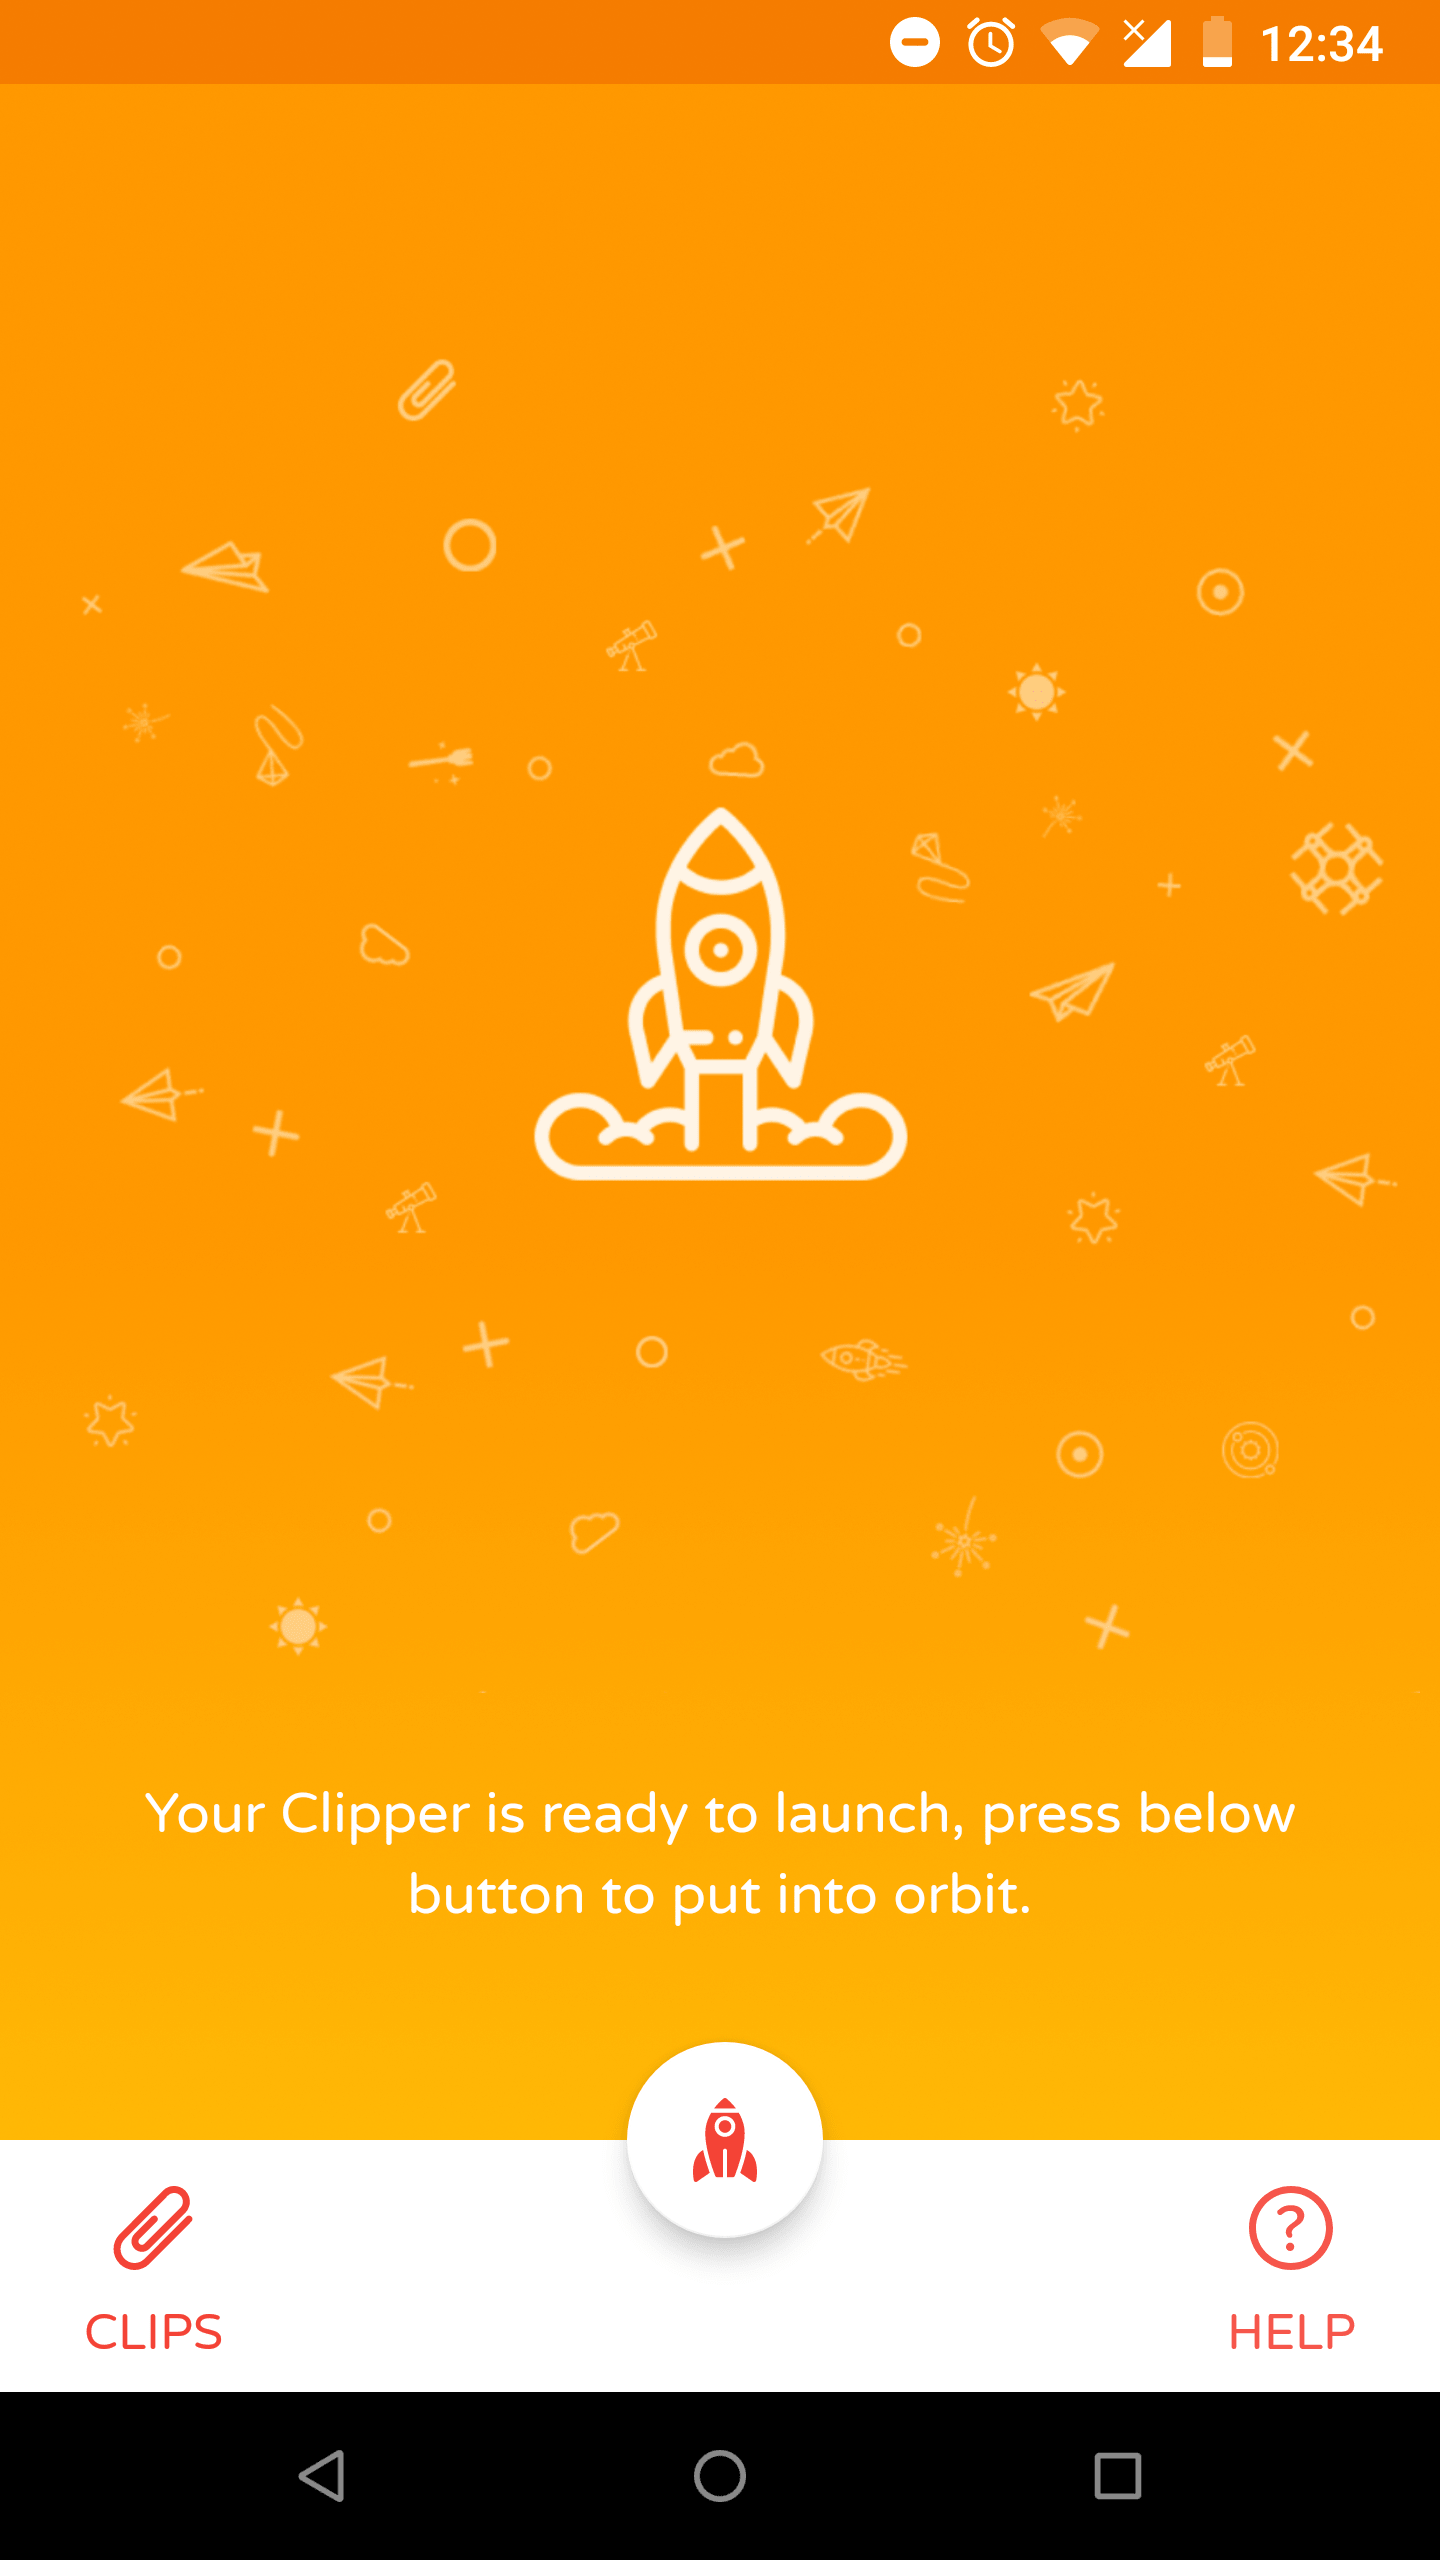 12:34
Your Clipper is ready to launch, press below
button to put into orbit.
CLIPS
HELP